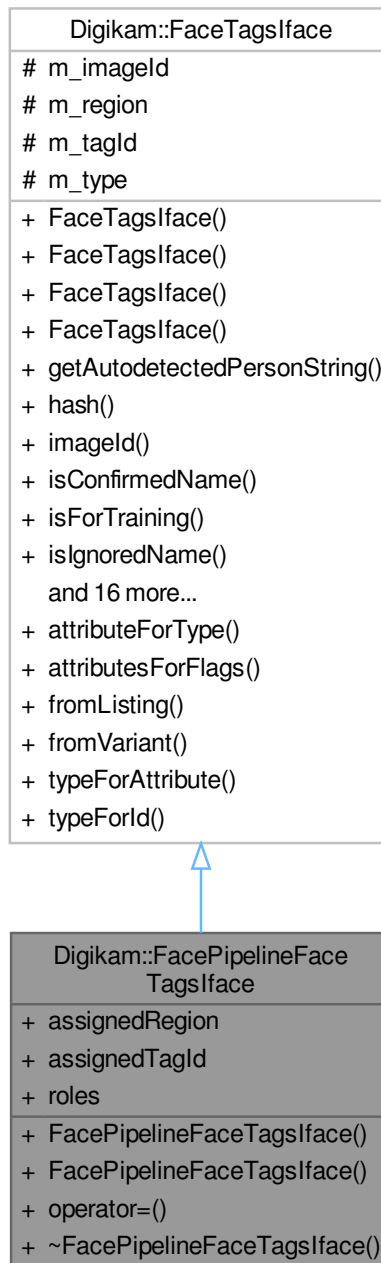 Digikam::FaceTagsIface
# m_imageId
# m_region
# m_tagId
# m_type
+ FaceTagsIface()
+ FaceTagsIface()
+ FaceTagsIface()
+ FaceTagsIface()
+ getAutodetectedPersonString()
+ hash()
+ imageId()
+ isConfirmedName()
+ isForTraining()
+ isIgnoredName()
and 16 more...
+ attributeForType()
+ attributesForFlags()
+ fromListing()
+ fromVariant()
+ typeForAttribute()
+ typeForId()
Digikam::FacePipelineFace
TagsIface
+ assignedRegion
+ assignedTagId
+ roles
+ FacePipelineFaceTagsIface()
+ FacePipelineFaceTagsIface()
+ operator=()
+ ~FacePipelineFaceTagsIface()